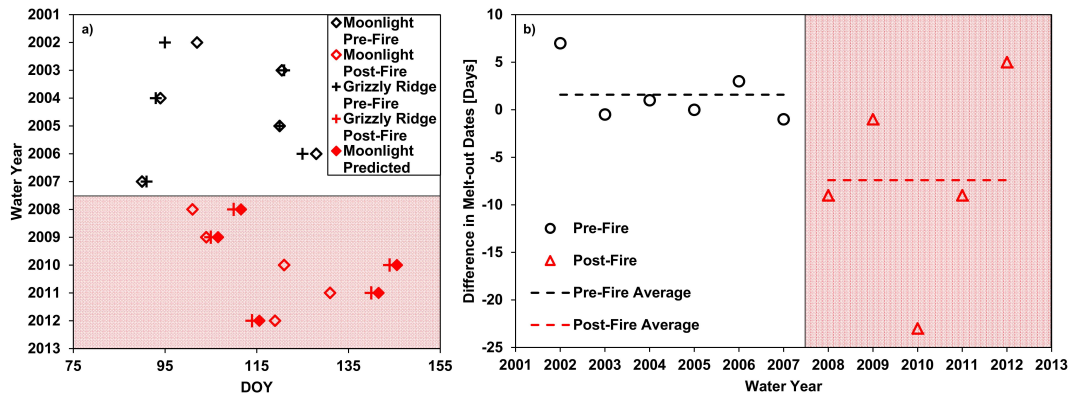 a)
Water Year
2001
2002
2003
2004
2005
2006
2007
2008
2009
2010
2011
2012
2013
75
95
115
135
155
DOY
Moonlight
Pre-Fire
Moonlight
Post-Fire
Grizzly Ridge
Pre-Fire
Grizzly Ridge
Post-Fire
Moonlight
Predicted
b)
Difference in Melt-out Dates [Days]
10
5
0
-5
-10
-15
-20
-25
Pre-Fire
Post-Fire
Pre-Fire Average
Post-Fire Average
2001 2002 2003 2004 2005 2006 2007 2008 2009 2010 2011 2012 2013
Water Year